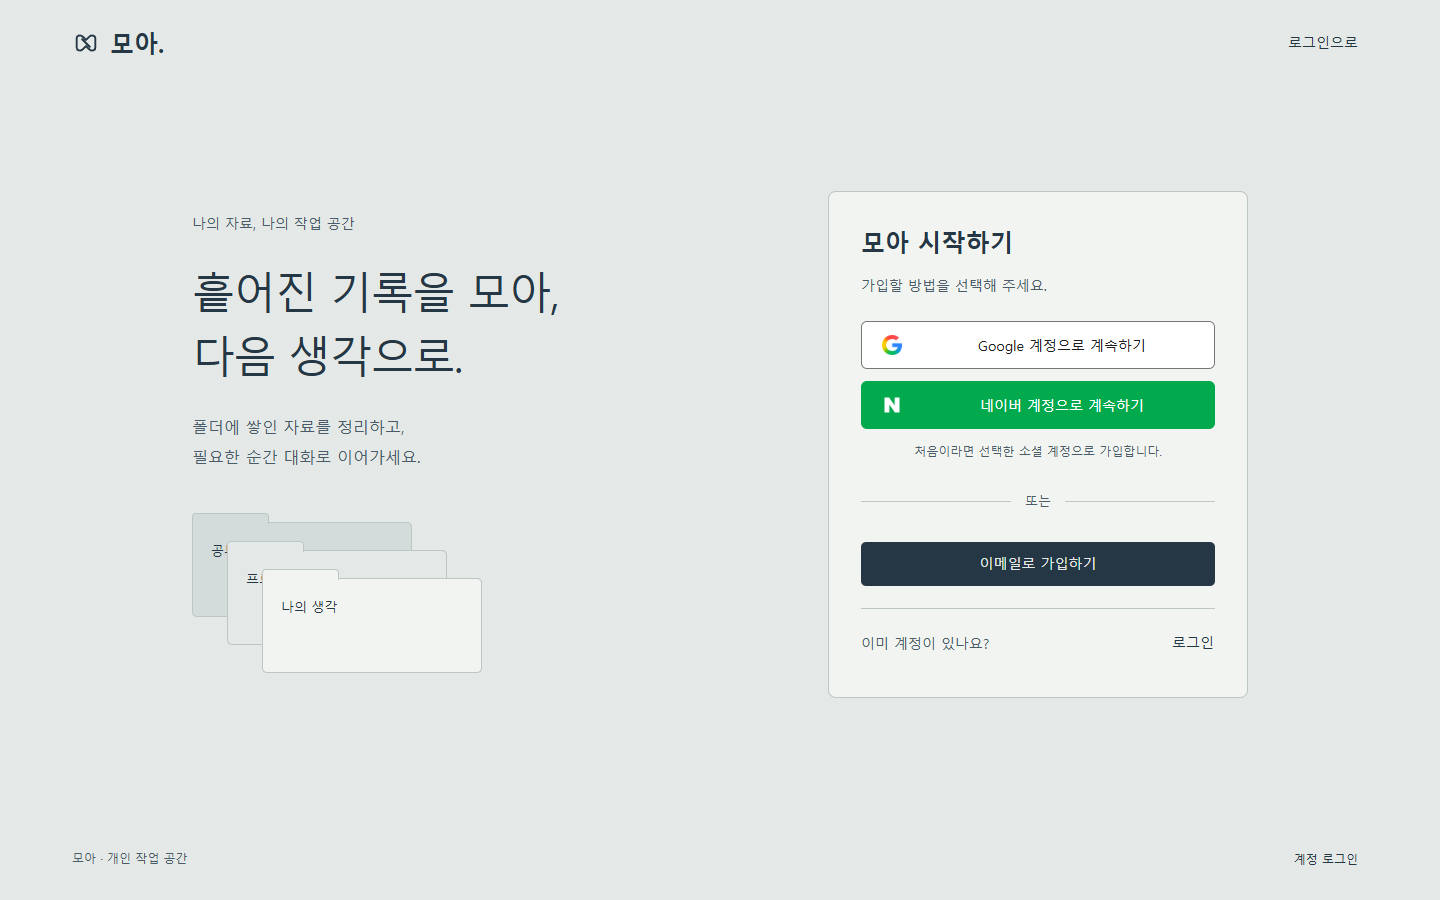 모아.
로그인으로
나의 자료, 나의 작업 공간
흩어진 기록을 모아,
다음 생각으로.
폴더에 쌓인 자료를 정리하고,
필요한 순간 대화로 이어가세요.
나의 생각
모아 시작하기
가입할 방법을 선택해 주세요.
Google 계정으로 계속하기
네이버 계정으로 계속하기
처음이라면 선택한 소셜 계정으로 가입합니다.
또는
이메일로 가입하기
이미 계정이 있나요?
로그인
모아 · 개인 작업 공간
계정 로그인